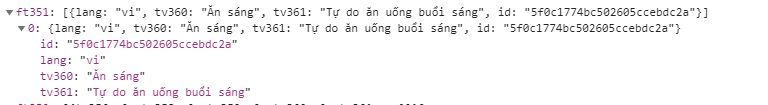 ft351: [{lang: "vi", tv360: "Ăn sáng", tv361: "Tự do ăn uống buổi sáng", id: "5f0c1774bc502605ccebdc2a"}]
0: {lang: "vi", tv360: "Ăn sáng", tv361: "Tự do ăn uống buổi sáng", id: "5f0c1774bc502605ccebdc2a"}
id: "5f0c1774bc502605ccebdc2a"
lang: "vi"
tv360: "Ăn sáng"
tv361: "Tự do ăn uống buổi sáng"